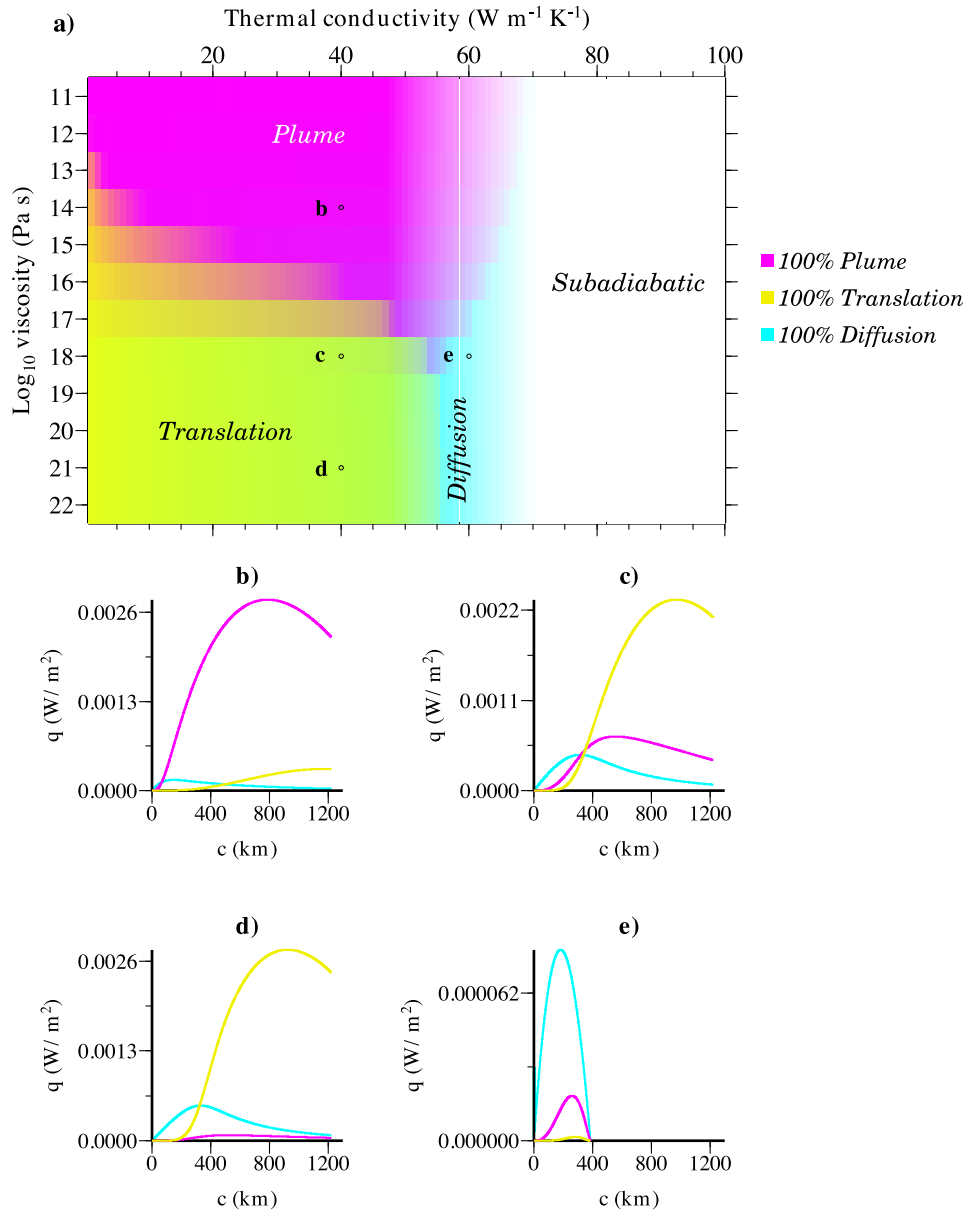 a)
Thermal conductivity (W m⁻¹ K⁻¹)
20 40 60 80 100
Log₁₀ viscosity (Pa s)
11
12
13
14
15
16
17
18
19
20
21
22
Plume
b
Subadiabatic
c
e
Translation
d
Diffusion
100% Plume
100% Translation
100% Diffusion
b)
q (W/ m²)
0.0026
0.0013
0.0000
0 400 800 1200
c (km)
c)
q (W/ m²)
0.0022
0.0011
0.0000
0 400 800 1200
c (km)
d)
q (W/ m²)
0.0026
0.0013
0.0000
0 400 800 1200
c (km)
e)
q (W/ m²)
0.000062
0.000000
0 400 800 1200
c (km)